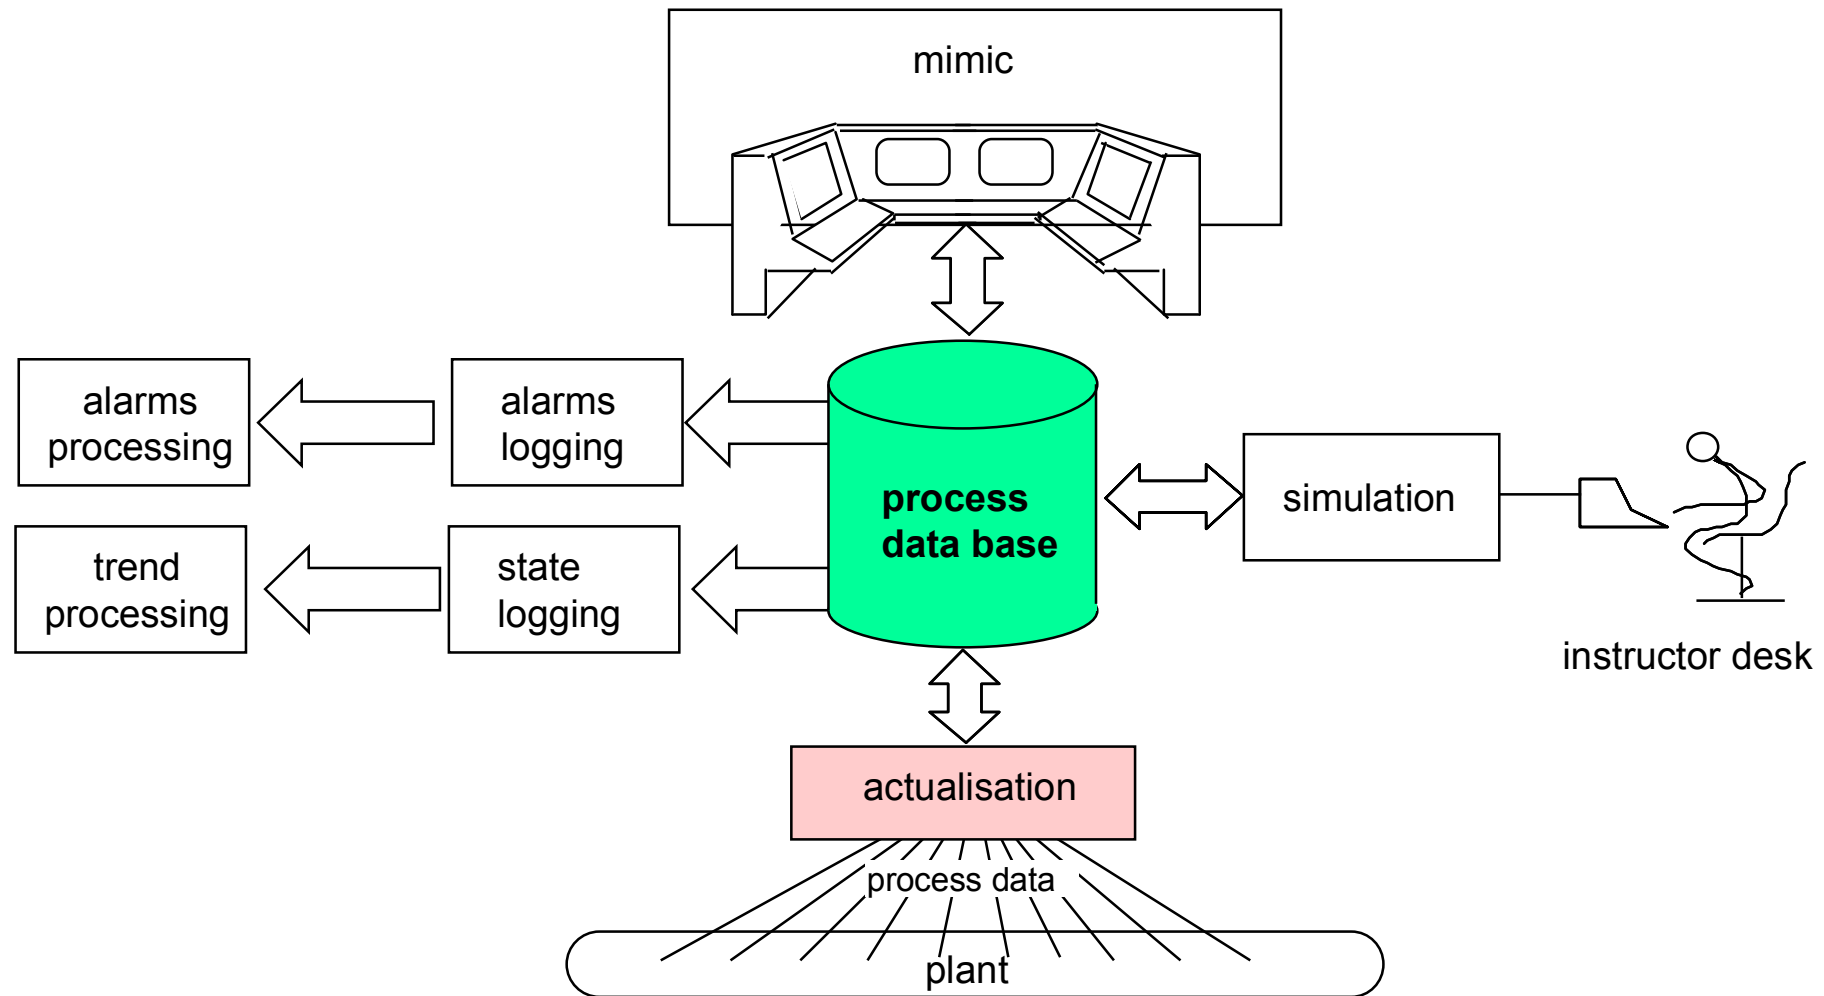 mimic
alarms
processing
alarms
logging
process
data base
simulation
trend
processing
state
logging
instructor desk
actualisation
process data
plant